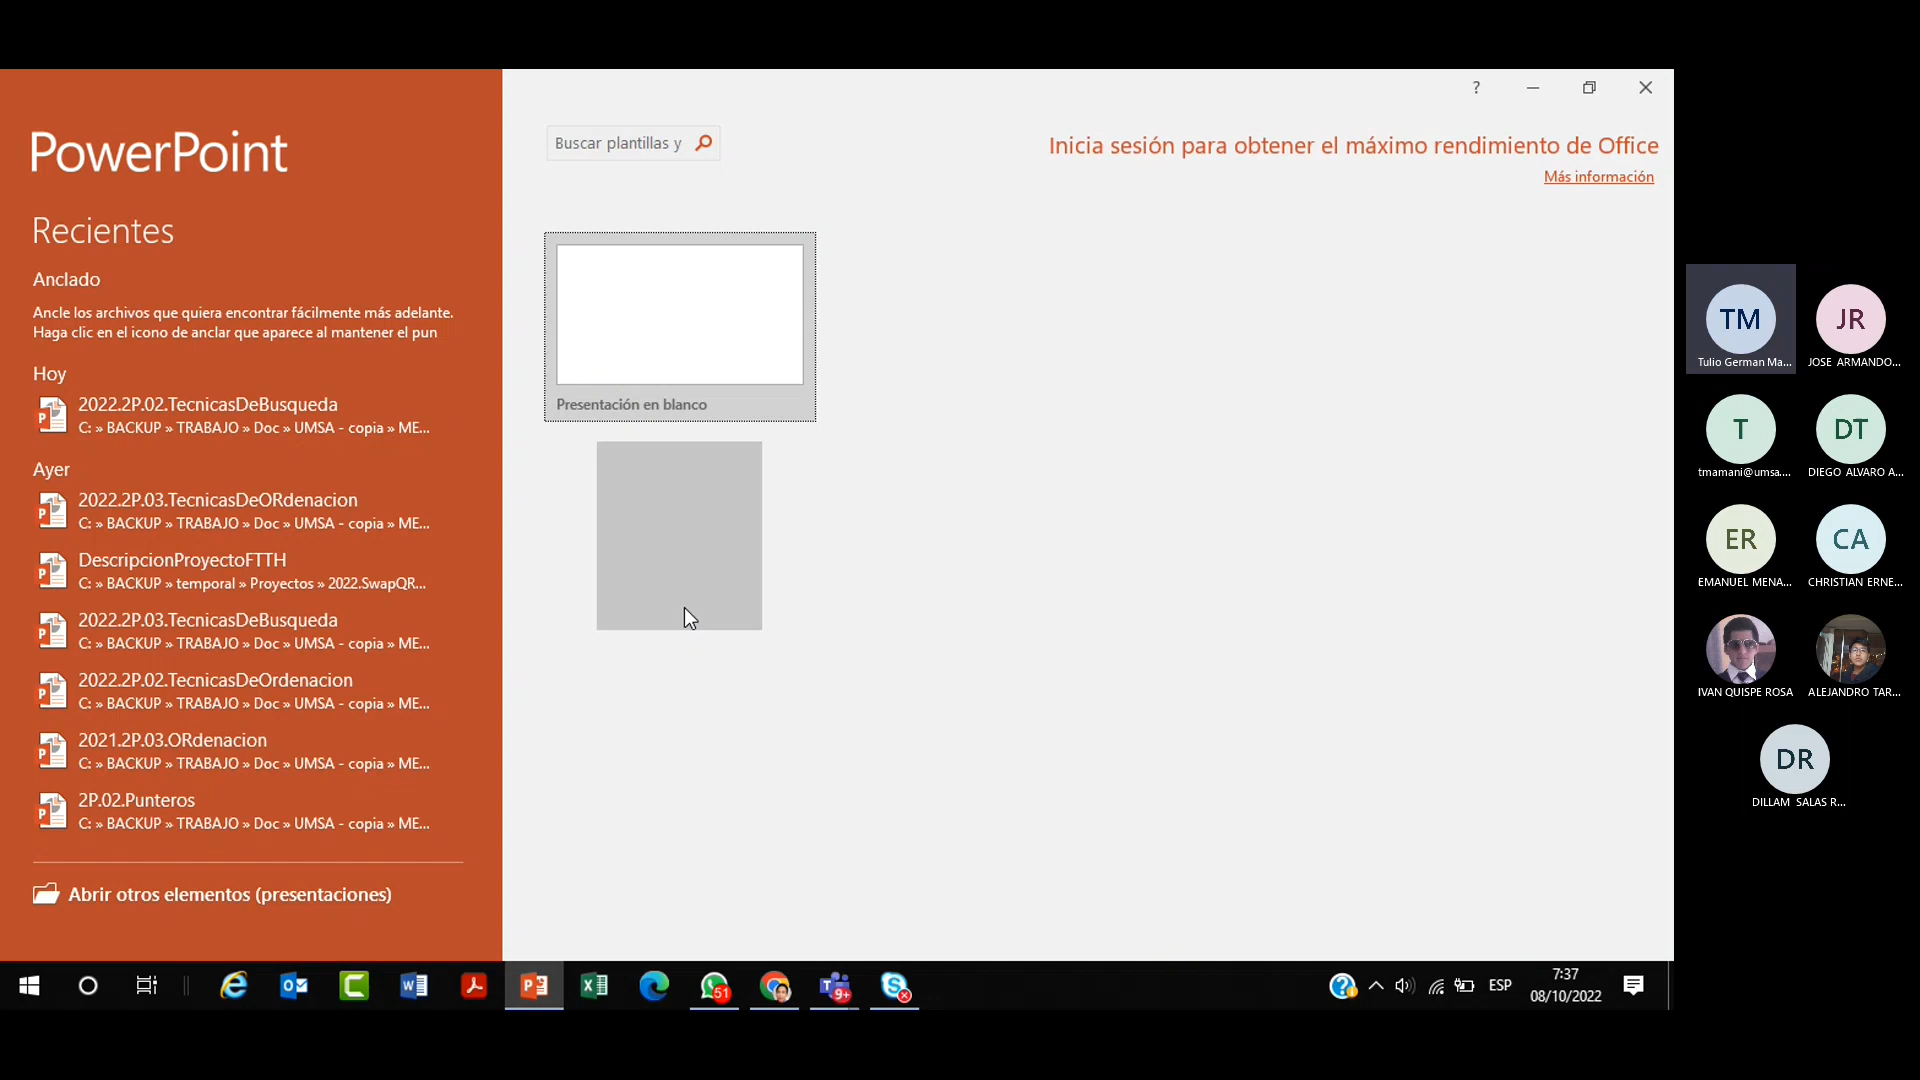 PowerPoint
Recientes
Anclado
Ancle los archivos que quiera encontrar fácilmente más adelante.
Haga clic en el icono de anclar que aparece al mantener el pun
Hoy
2022.2P.02.TecnicasDeBusqueda
C: » BACKUP » TRABAJO » Doc » UMSA - copia » ME...
Ayer
2022.2P.03.TecnicasDeORdenacion
C: » BACKUP » TRABAJO » Doc » UMSA - copia » ME...
DescripcionProyectoFTTH
C: » BACKUP » temporal » Proyectos » 2022.SwapQR...
2022.2P.03.TecnicasDeBusqueda
C: » BACKUP » TRABAJO » Doc » UMSA - copia » ME...
2022.2P.02.TecnicasDeOrdenacion
C: » BACKUP » TRABAJO » Doc » UMSA - copia » ME...
2021.2P.03.ORdenacion
C: » BACKUP » TRABAJO » Doc » UMSA - copia » ME...
2P.02.Punteros
C: » BACKUP » TRABAJO » Doc » UMSA - copia » ME...
Abrir otros elementos (presentaciones)
?
Buscar plantillas y
Inicia sesión para obtener el máximo rendimiento de Office
Más información
Presentación en blanco
TM
Tulio German Ma...
JR
JOSE ARMANDO...
T
tmamani@umsa....
DT
DIEGO ALVARO A...
ER
EMANUEL MENA...
CA
CHRISTIAN ERNE...
IVAN QUISPE ROSA
ALEJANDRO TAR...
DR
DILLAM SALAS R...
51
9+
ESP
7:37
08/10/2022